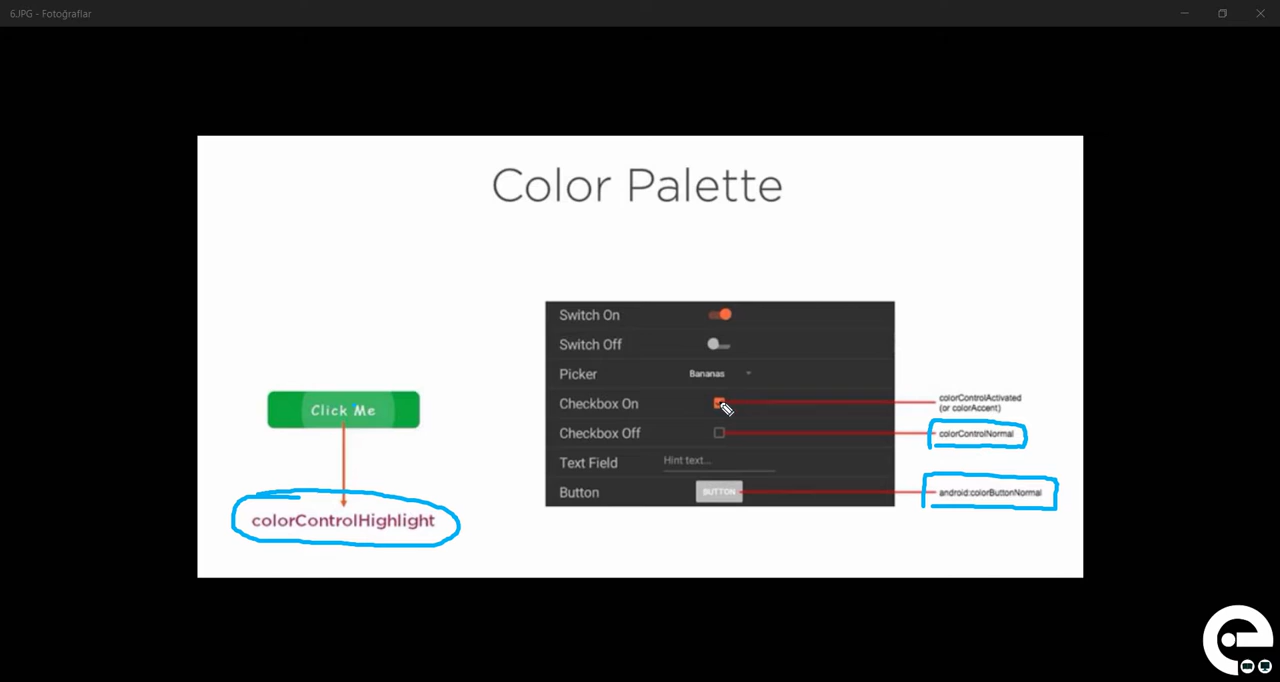 6.JPG - Fotoğraflar
Color Palette
Switch On
Switch Off
Picker
Bananas
Click Me
Checkbox On
colorControlActivated
(or colorAccent)
Checkbox Off
colorControlNormal
Text Field
Hint text...
Button
BUTTON
android:colorButtonNormal
colorControlHighlight